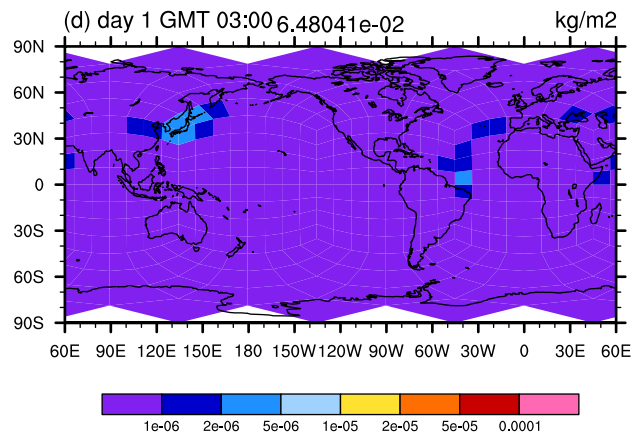 (d) day 1 GMT 03:00 6.48041e-02 kg/m2
90N
60N
30N
0
30S
60S
90S
60E 90E 120E 150E 180 150W 120W 90W 60W 30W 0 30E 60E
1e-06 2e-06 5e-06 1e-05 2e-05 5e-05 0.0001